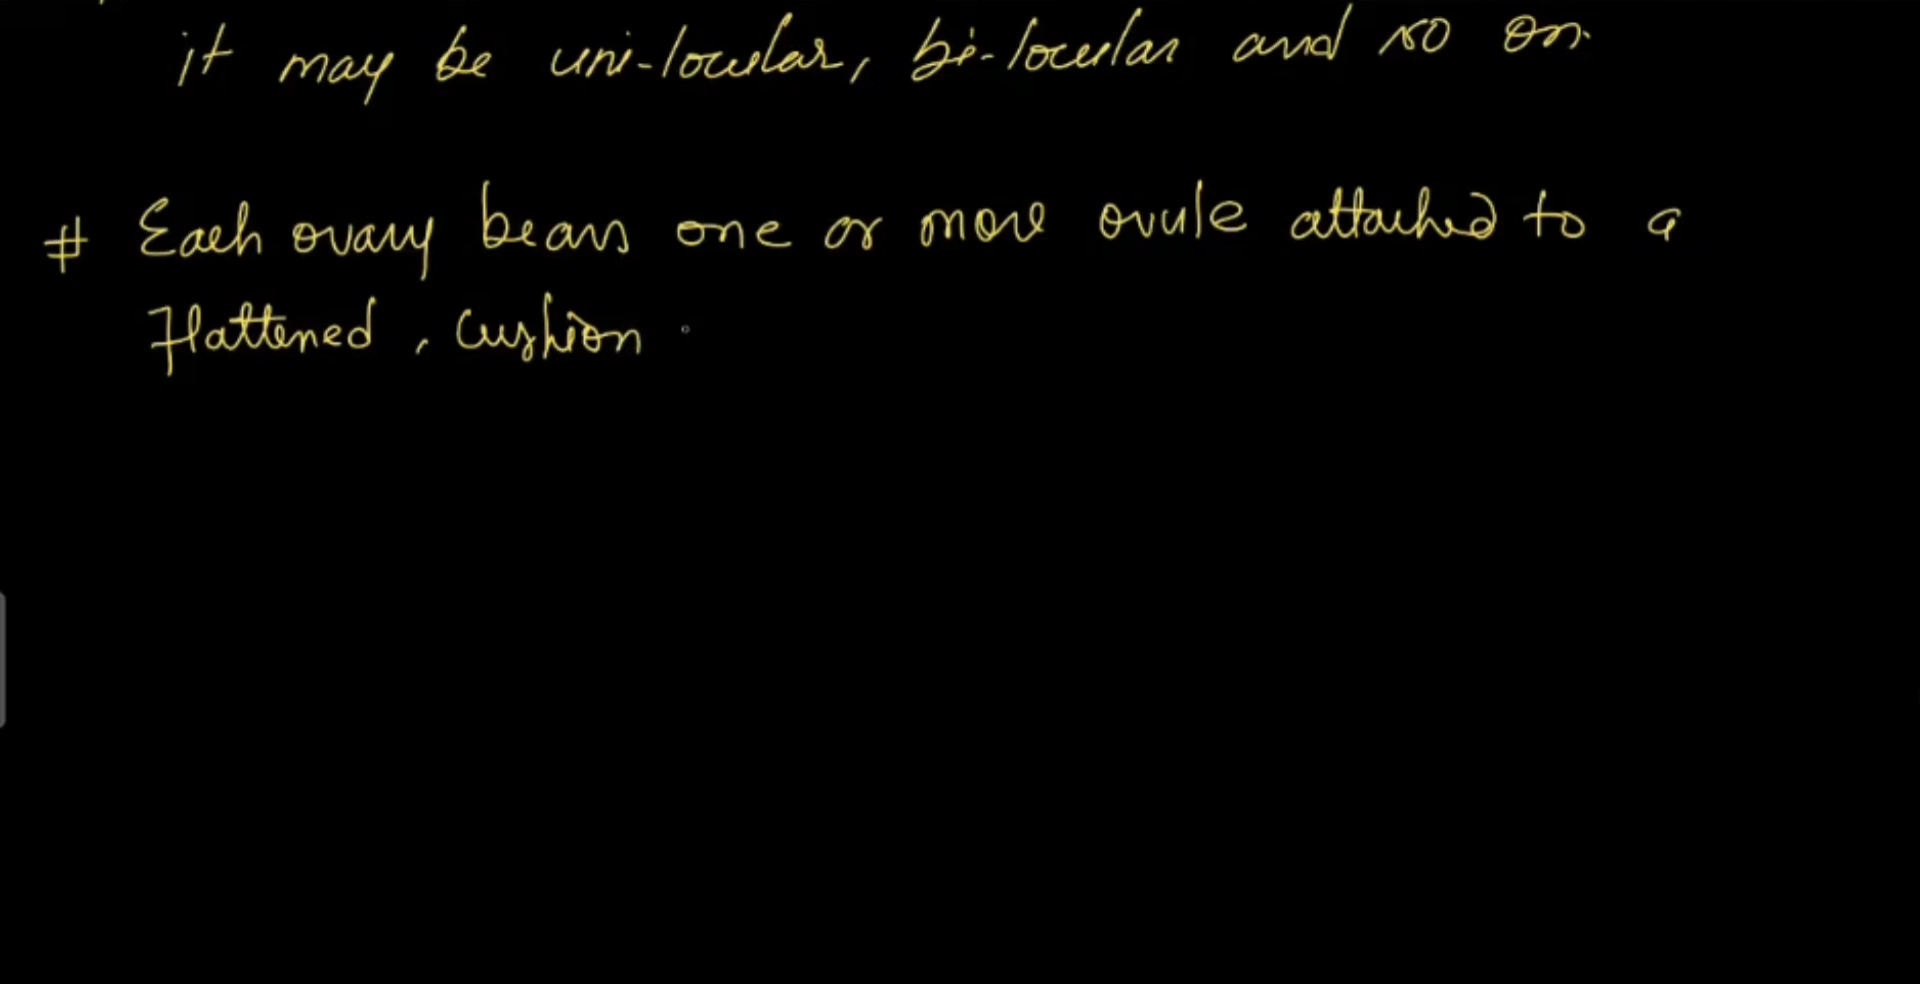 it may be uni-locular, bi-locular and so on.
# Each ovary bears one or more ovule attached to a
flattened, cushion